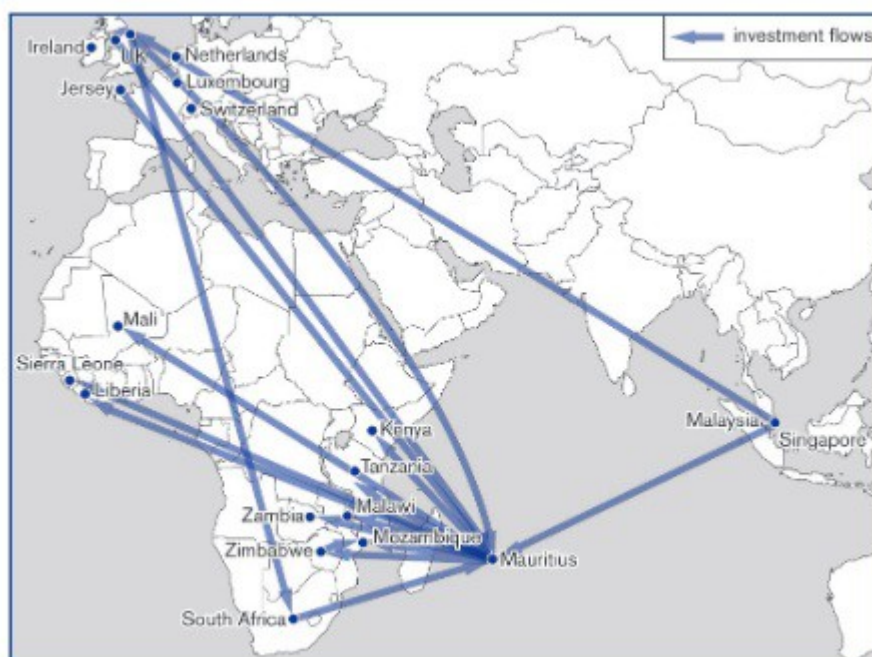 investment flows
Ireland
UK
Netherlands
Luxembourg
Jersey
Switzerland
Mali
Sierra Leone
Liberia
Kenya
Malaysia
Singapore
Tanzania
Malawi
Zambia
Mozambique
Zimbabwe
Mauritius
South Africa